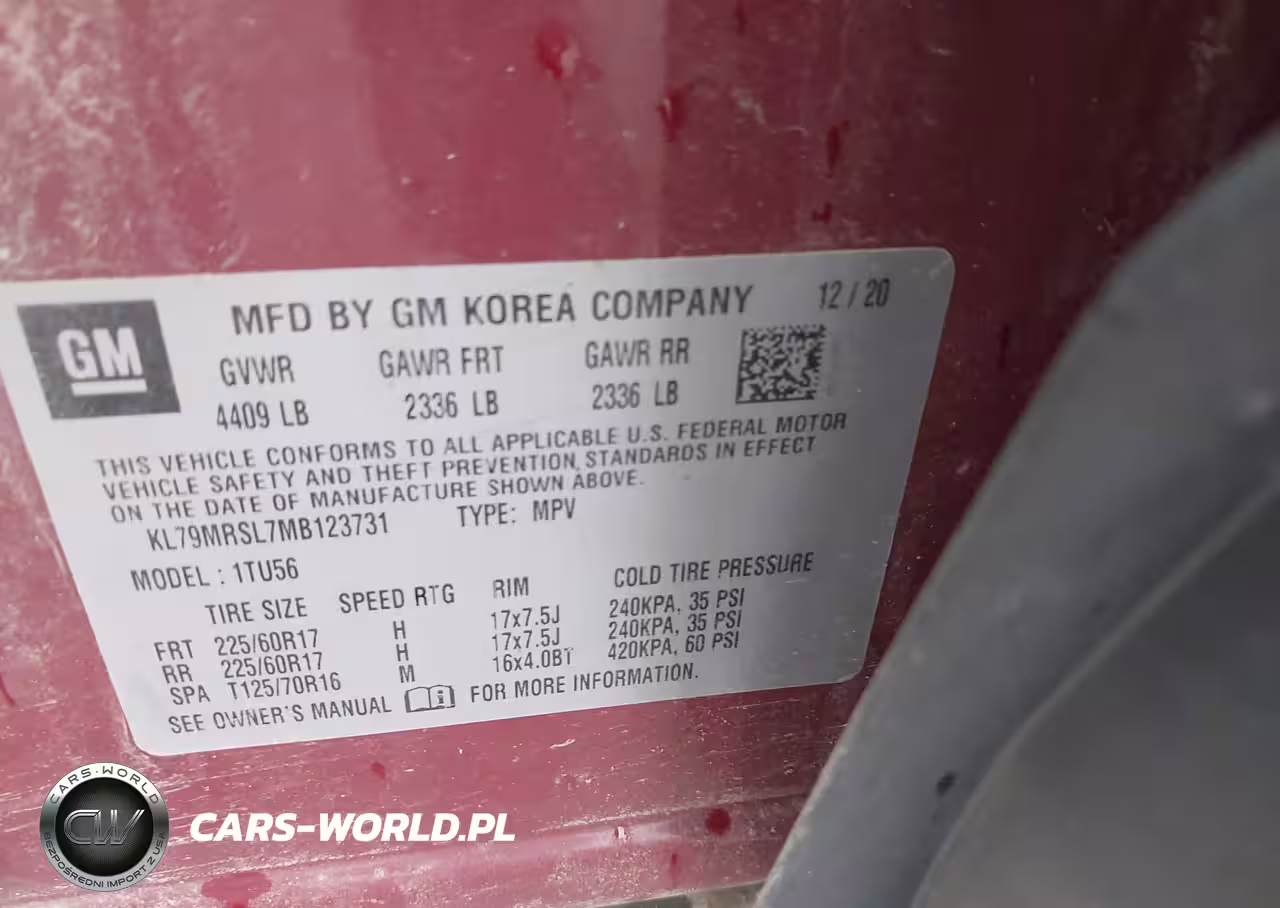 GM
MFD BY GM KOREA COMPANY 12 / 20
GVWR GAWR FRT GAWR RR
4409 LB 2336 LB 2336 LB
THIS VEHICLE CONFORMS TO ALL APPLICABLE U.S. FEDERAL MOTOR
VEHICLE SAFETY AND THEFT PREVENTION STANDARDS IN EFFECT
ON THE DATE OF MANUFACTURE SHOWN ABOVE.
KL79MRSL7MB123731 TYPE: MPV
MODEL : 1TU56
TIRE SIZE SPEED RTG RIM COLD TIRE PRESSURE
FRT 225/60R17 H 17x7.5J 240KPA, 35 PSI
RR 225/60R17 H 17x7.5J 240KPA, 35 PSI
SPA T125/70R16 M 16x4.0BT 420KPA, 60 PSI
SEE OWNER'S MANUAL FOR MORE INFORMATION.
CARS-WORLD
CW
BEZPOŚREDNI IMPORT Z USA
CARS-WORLD.PL